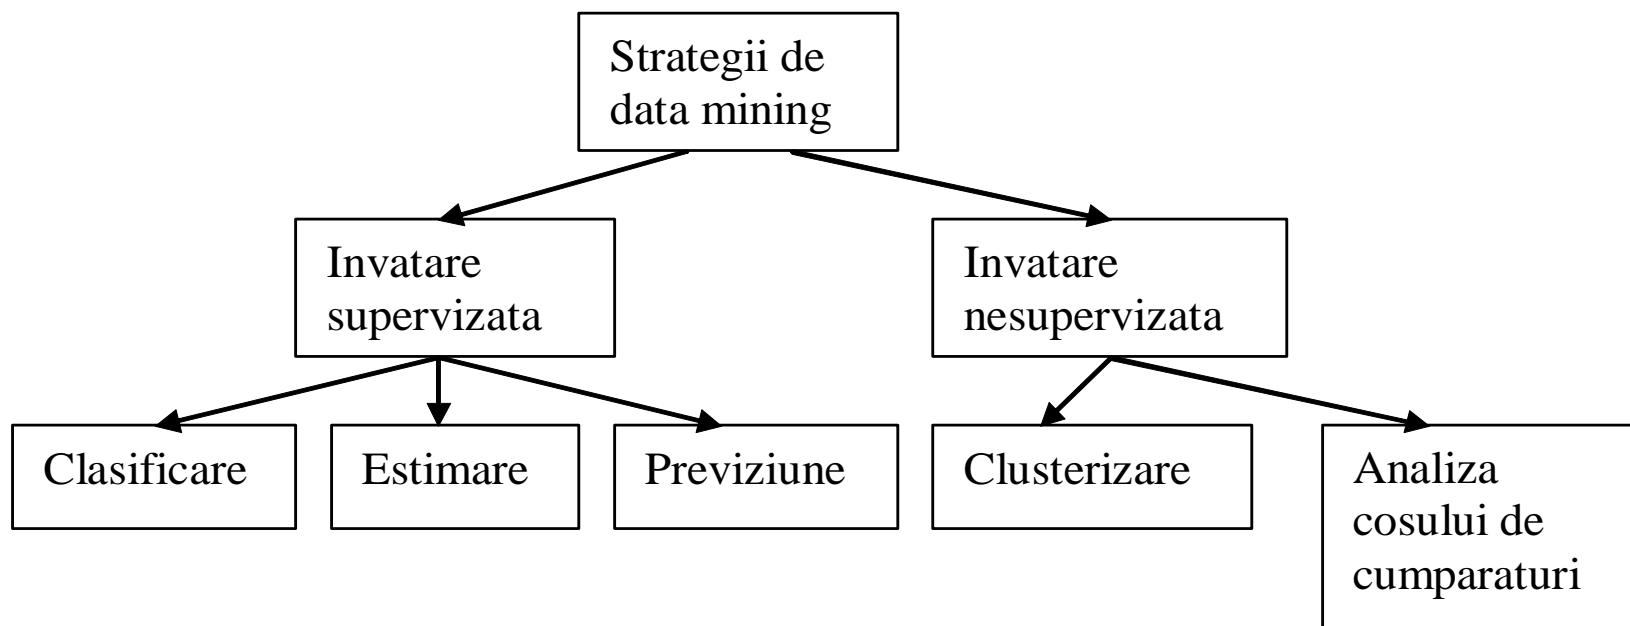 Strategii de
data mining
Invatare
supervizata
Invatare
nesupervizata
Clasificare
Estimare
Previziune
Clusterizare
Analiza
cosului de
cumparaturi